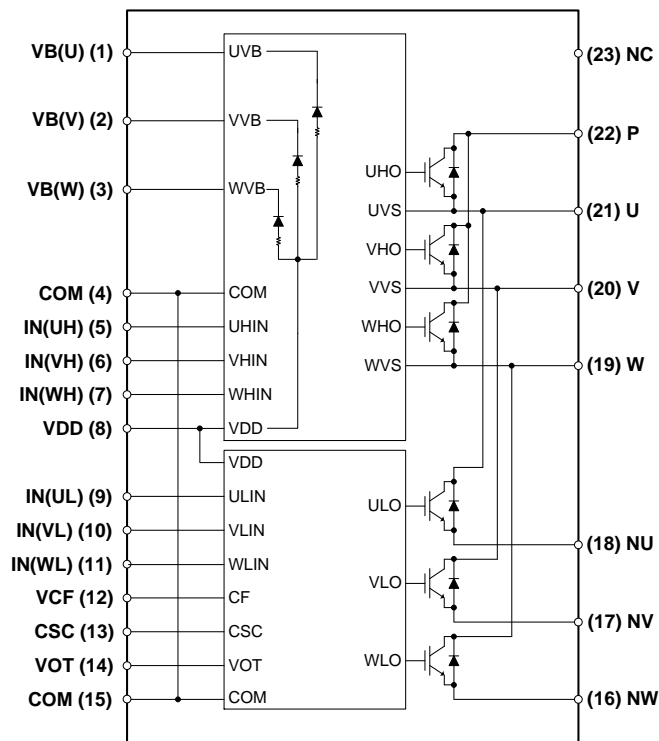 VB(U) (1)
UVB
(23) NC
VB(V) (2)
VVB
(22) P
UHO
VB(W) (3)
WVB
UVS
(21) U
VHO
COM (4)
COM
VVS
(20) V
IN(UH) (5)
UHIN
WHO
IN(VH) (6)
VHIN
WVS
(19) W
IN(WH) (7)
WHIN
VDD (8)
VDD
VDD
IN(UL) (9)
ULIN
ULO
IN(VL) (10)
VLIN
(18) NU
IN(WL) (11)
WLIN
VLO
VCF (12)
CF
(17) NV
CSC (13)
CSC
VOT (14)
VOT
WLO
COM (15)
COM
(16) NW